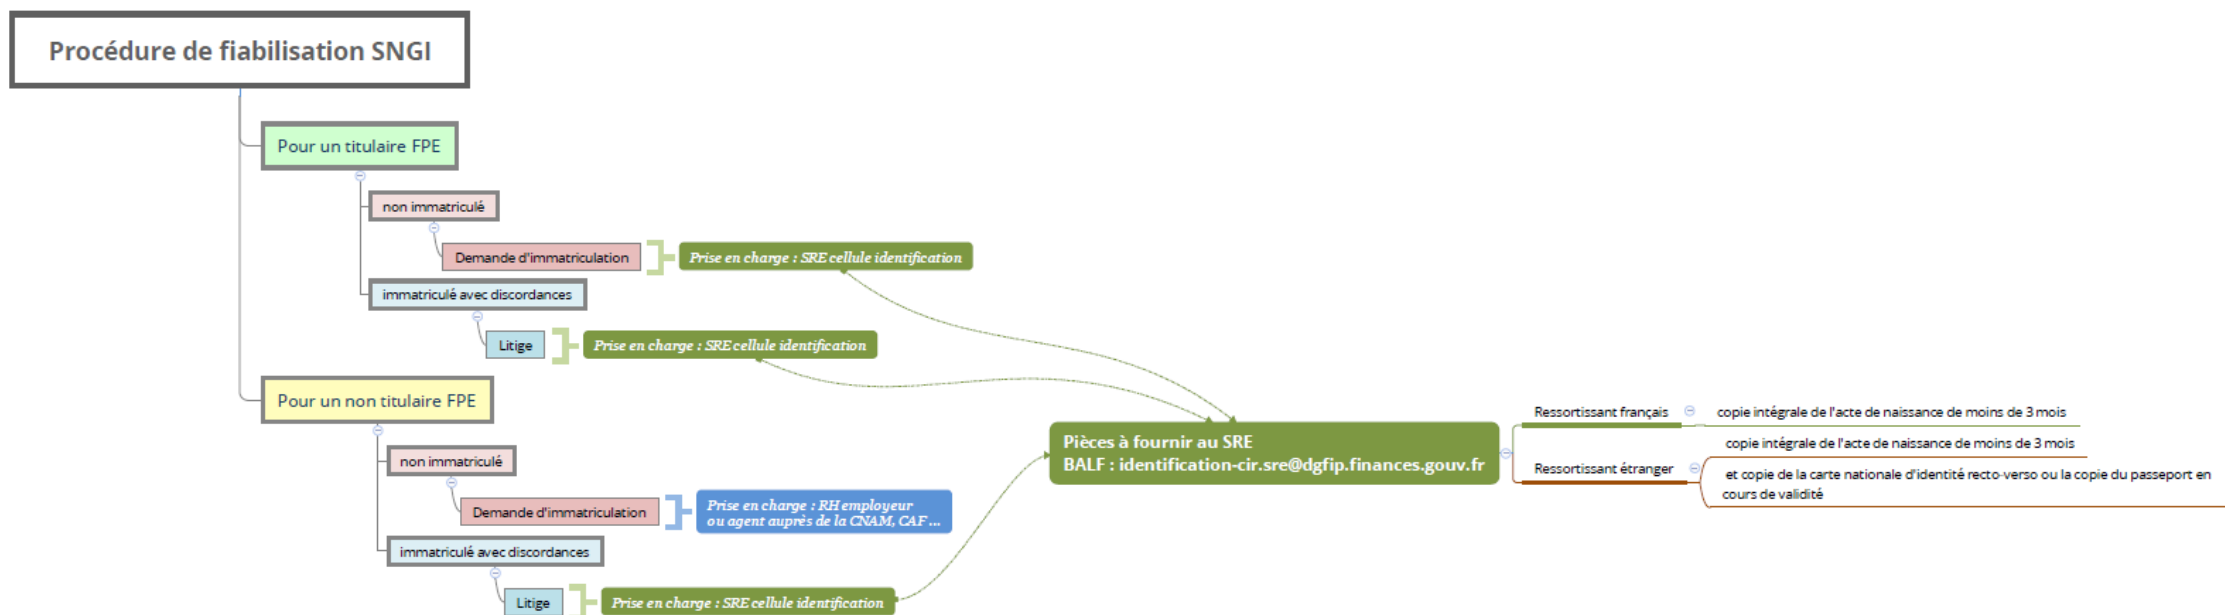 Procédure de fiabilisation SNGI
Pour un titulaire FPE
non immatriculé
Demande d'immatriculation
Prise en charge : SRE cellule identification
immatriculé avec discordances
Litige
Prise en charge : SRE cellule identification
Pour un non titulaire FPE
non immatriculé
Demande d'immatriculation
Prise en charge : RH employeur
ou agent auprès de la CNAM, CAF ...
immatriculé avec discordances
Litige
Prise en charge : SRE cellule identification
Pièces à fournir au SRE
BALF : identification-cir.sre@dgfip.finances.gouv.fr
Ressortissant français
copie intégrale de l'acte de naissance de moins de 3 mois
Ressortissant étranger
copie intégrale de l'acte de naissance de moins de 3 mois
et copie de la carte nationale d'identité recto-verso ou la copie du passeport en
cours de validité